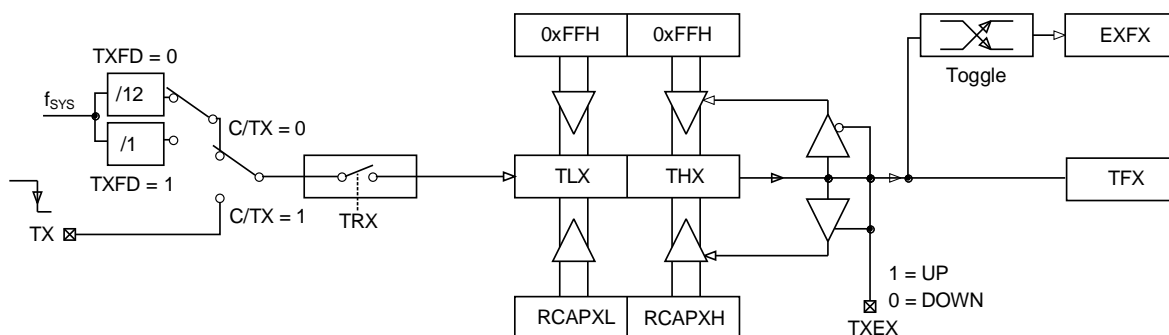 0xFFH 0xFFH
EXFX
Toggle
TXFD = 0
/12
fSYS
/1
TXFD = 1
C/TX = 0
C/TX = 1
TX
TRX
TLX THX
TFX
1 = UP
0 = DOWN
TXEX
RCAPXL RCAPXH